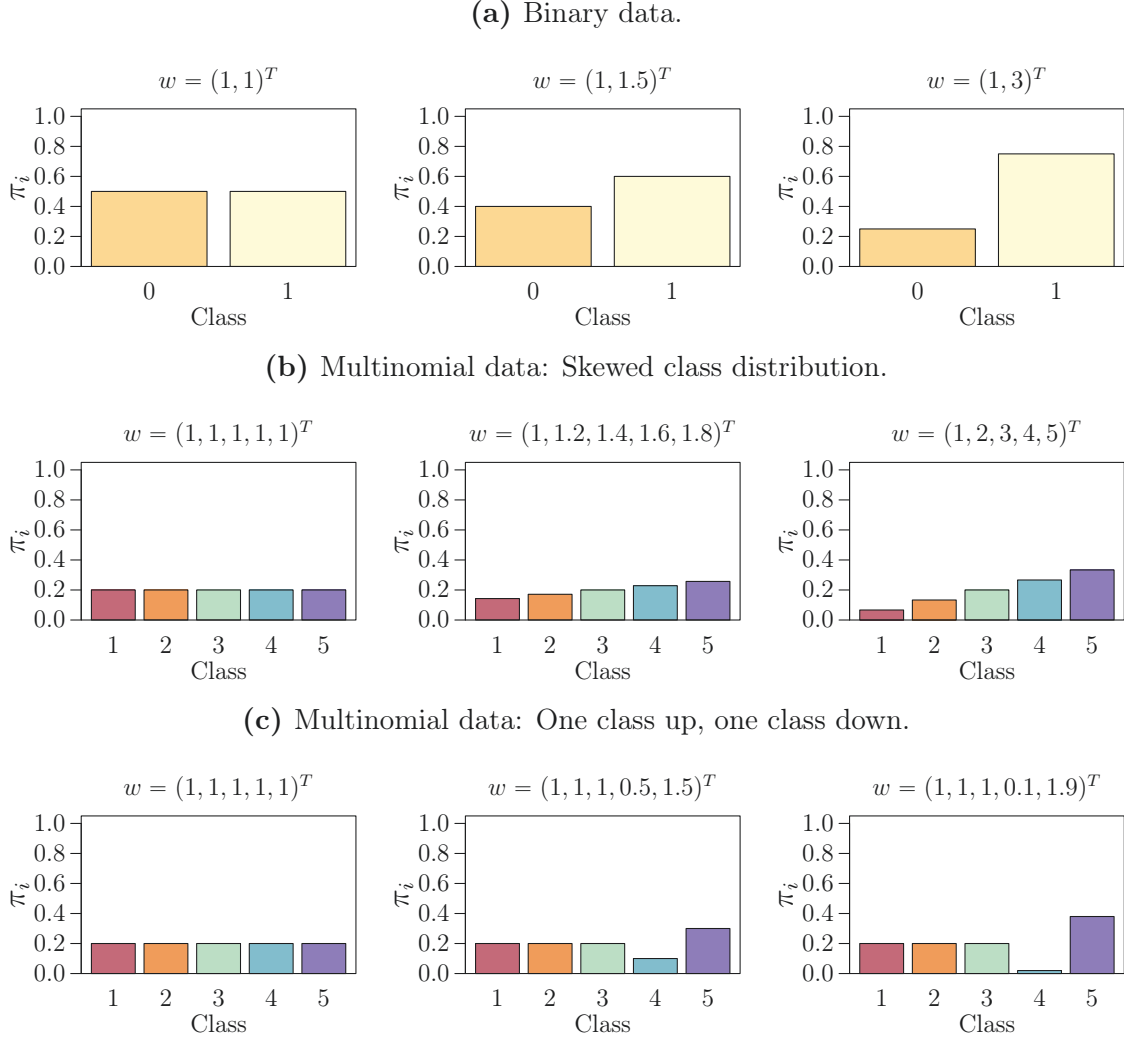 (a) Binary data.
w = (1, 1)^T
w = (1, 1.5)^T
w = (1, 3)^T
π_i
1.0
0.8
0.6
0.4
0.2
0.0
0 1
Class
π_i
1.0
0.8
0.6
0.4
0.2
0.0
0 1
Class
π_i
1.0
0.8
0.6
0.4
0.2
0.0
0 1
Class
(b) Multinomial data: Skewed class distribution.
w = (1, 1, 1, 1, 1)^T
w = (1, 1.2, 1.4, 1.6, 1.8)^T
w = (1, 2, 3, 4, 5)^T
π_i
1.0
0.8
0.6
0.4
0.2
0.0
1 2 3 4 5
Class
π_i
1.0
0.8
0.6
0.4
0.2
0.0
1 2 3 4 5
Class
π_i
1.0
0.8
0.6
0.4
0.2
0.0
1 2 3 4 5
Class
(c) Multinomial data: One class up, one class down.
w = (1, 1, 1, 1, 1)^T
w = (1, 1, 1, 0.5, 1.5)^T
w = (1, 1, 1, 0.1, 1.9)^T
π_i
1.0
0.8
0.6
0.4
0.2
0.0
1 2 3 4 5
Class
π_i
1.0
0.8
0.6
0.4
0.2
0.0
1 2 3 4 5
Class
π_i
1.0
0.8
0.6
0.4
0.2
0.0
1 2 3 4 5
Class